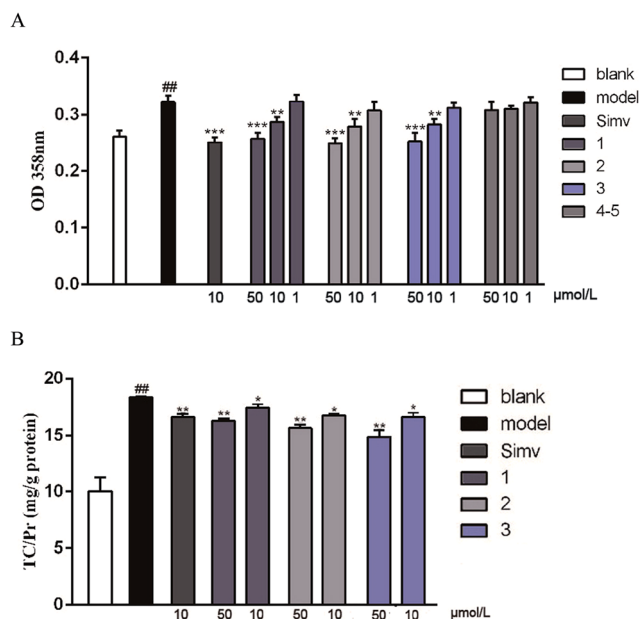 A
OD 358nm
0.4
0.3
0.2
0.1
0.0
##
***
*** ** 
*** **
*** **
10 50 10 1 50 10 1 50 10 1 50 10 1 µmol/L
blank
model
Simv
1
2
3
4-5
B
TC/Pr (mg/g protein)
20
15
10
5
0
##
** ** * ** * ** *
10 50 10 50 10 50 10 µmol/L
blank
model
Simv
1
2
3